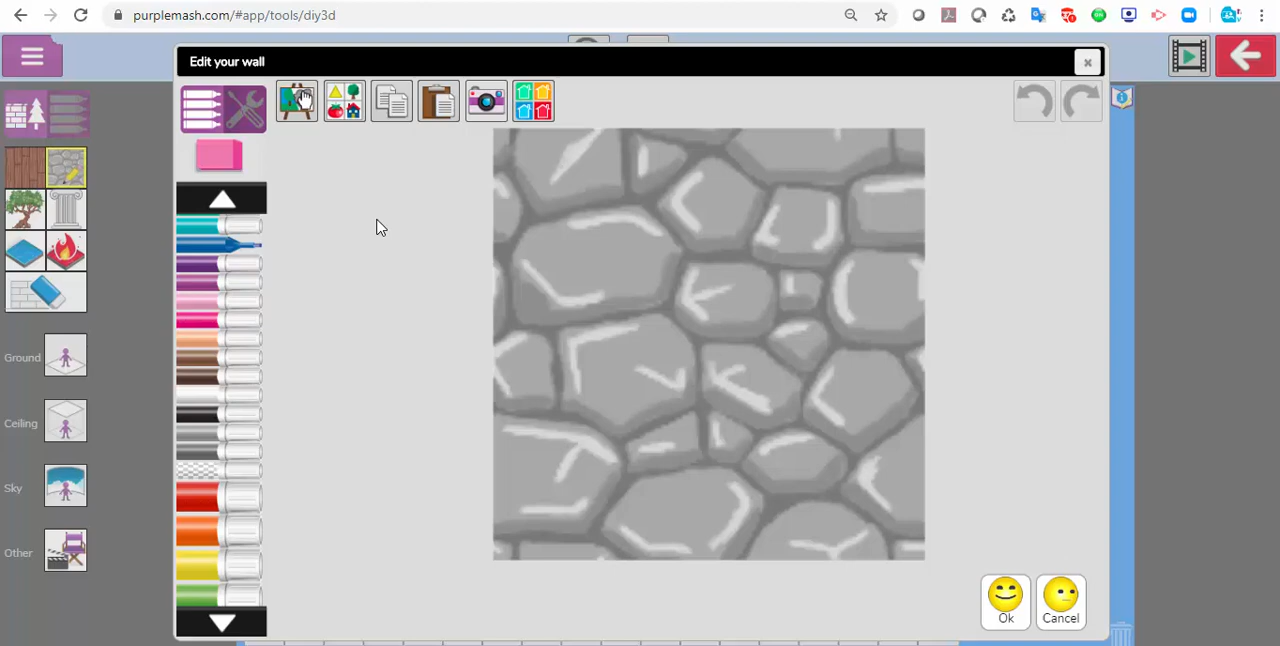 purplemash.com/#app/tools/diy3d
Edit your wall
Ground
Ceiling
Sky
Other
Ok
Cancel